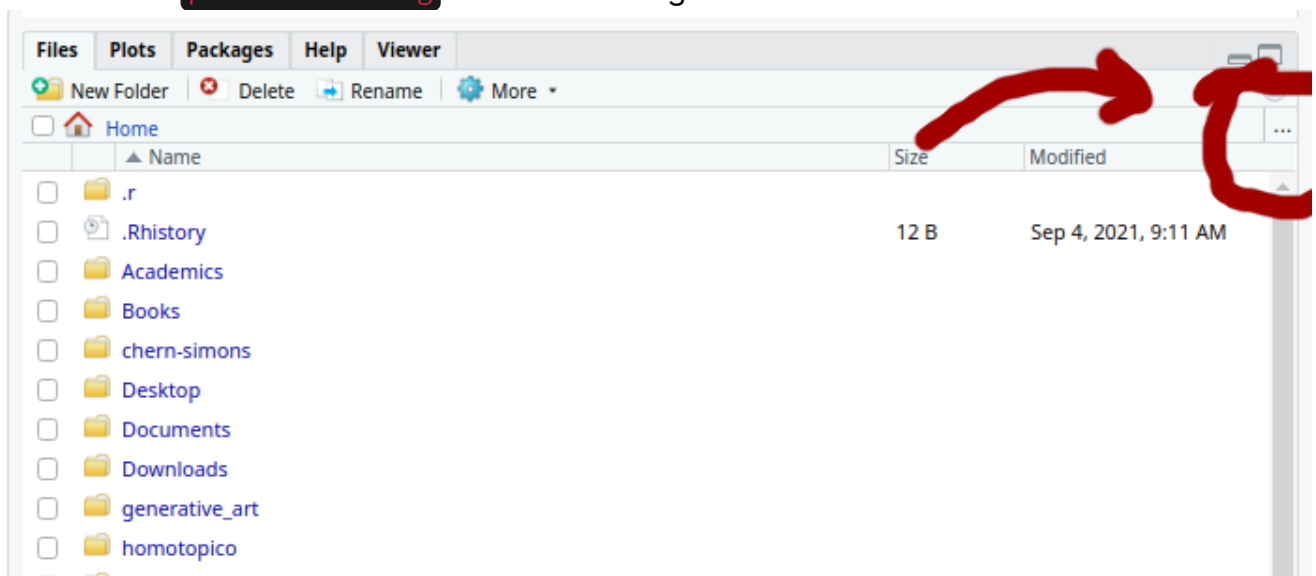 Files Plots Packages Help Viewer
New Folder Delete Rename More
Home ...
Name Size Modified
.r
.Rhistory 12 B Sep 4, 2021, 9:11 AM
Academics
Books
chern-simons
Desktop
Documents
Downloads
generative_art
homotopico